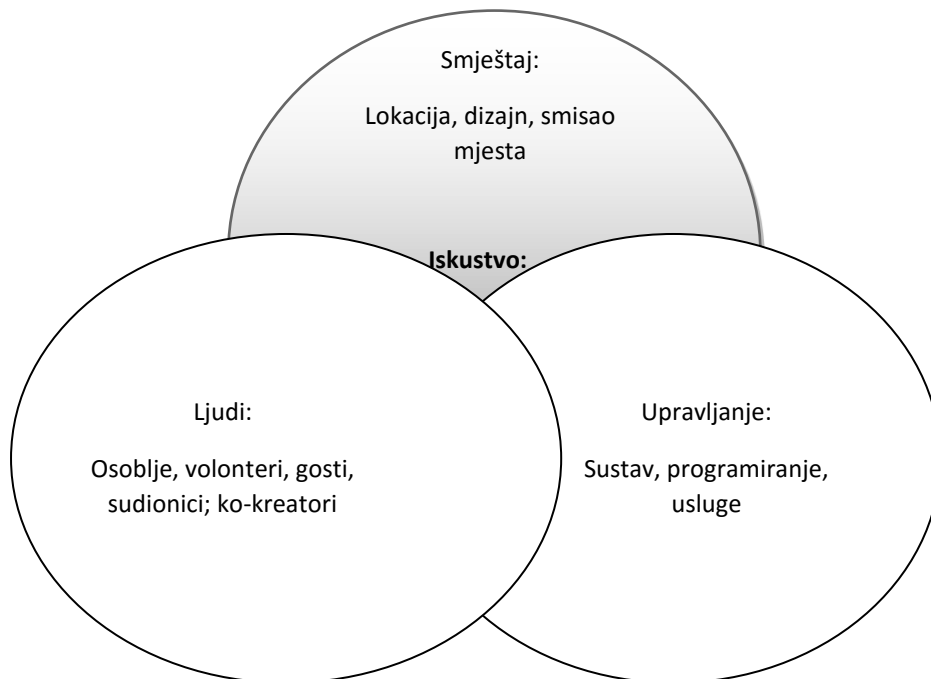 Smještaj:
Lokacija, dizajn, smisao
mjesta
Iskustvo:
Ljudi:
Osoblje, volonteri, gosti,
sudionici; ko-kreatori
Upravljanje:
Sustav, programiranje,
usluge